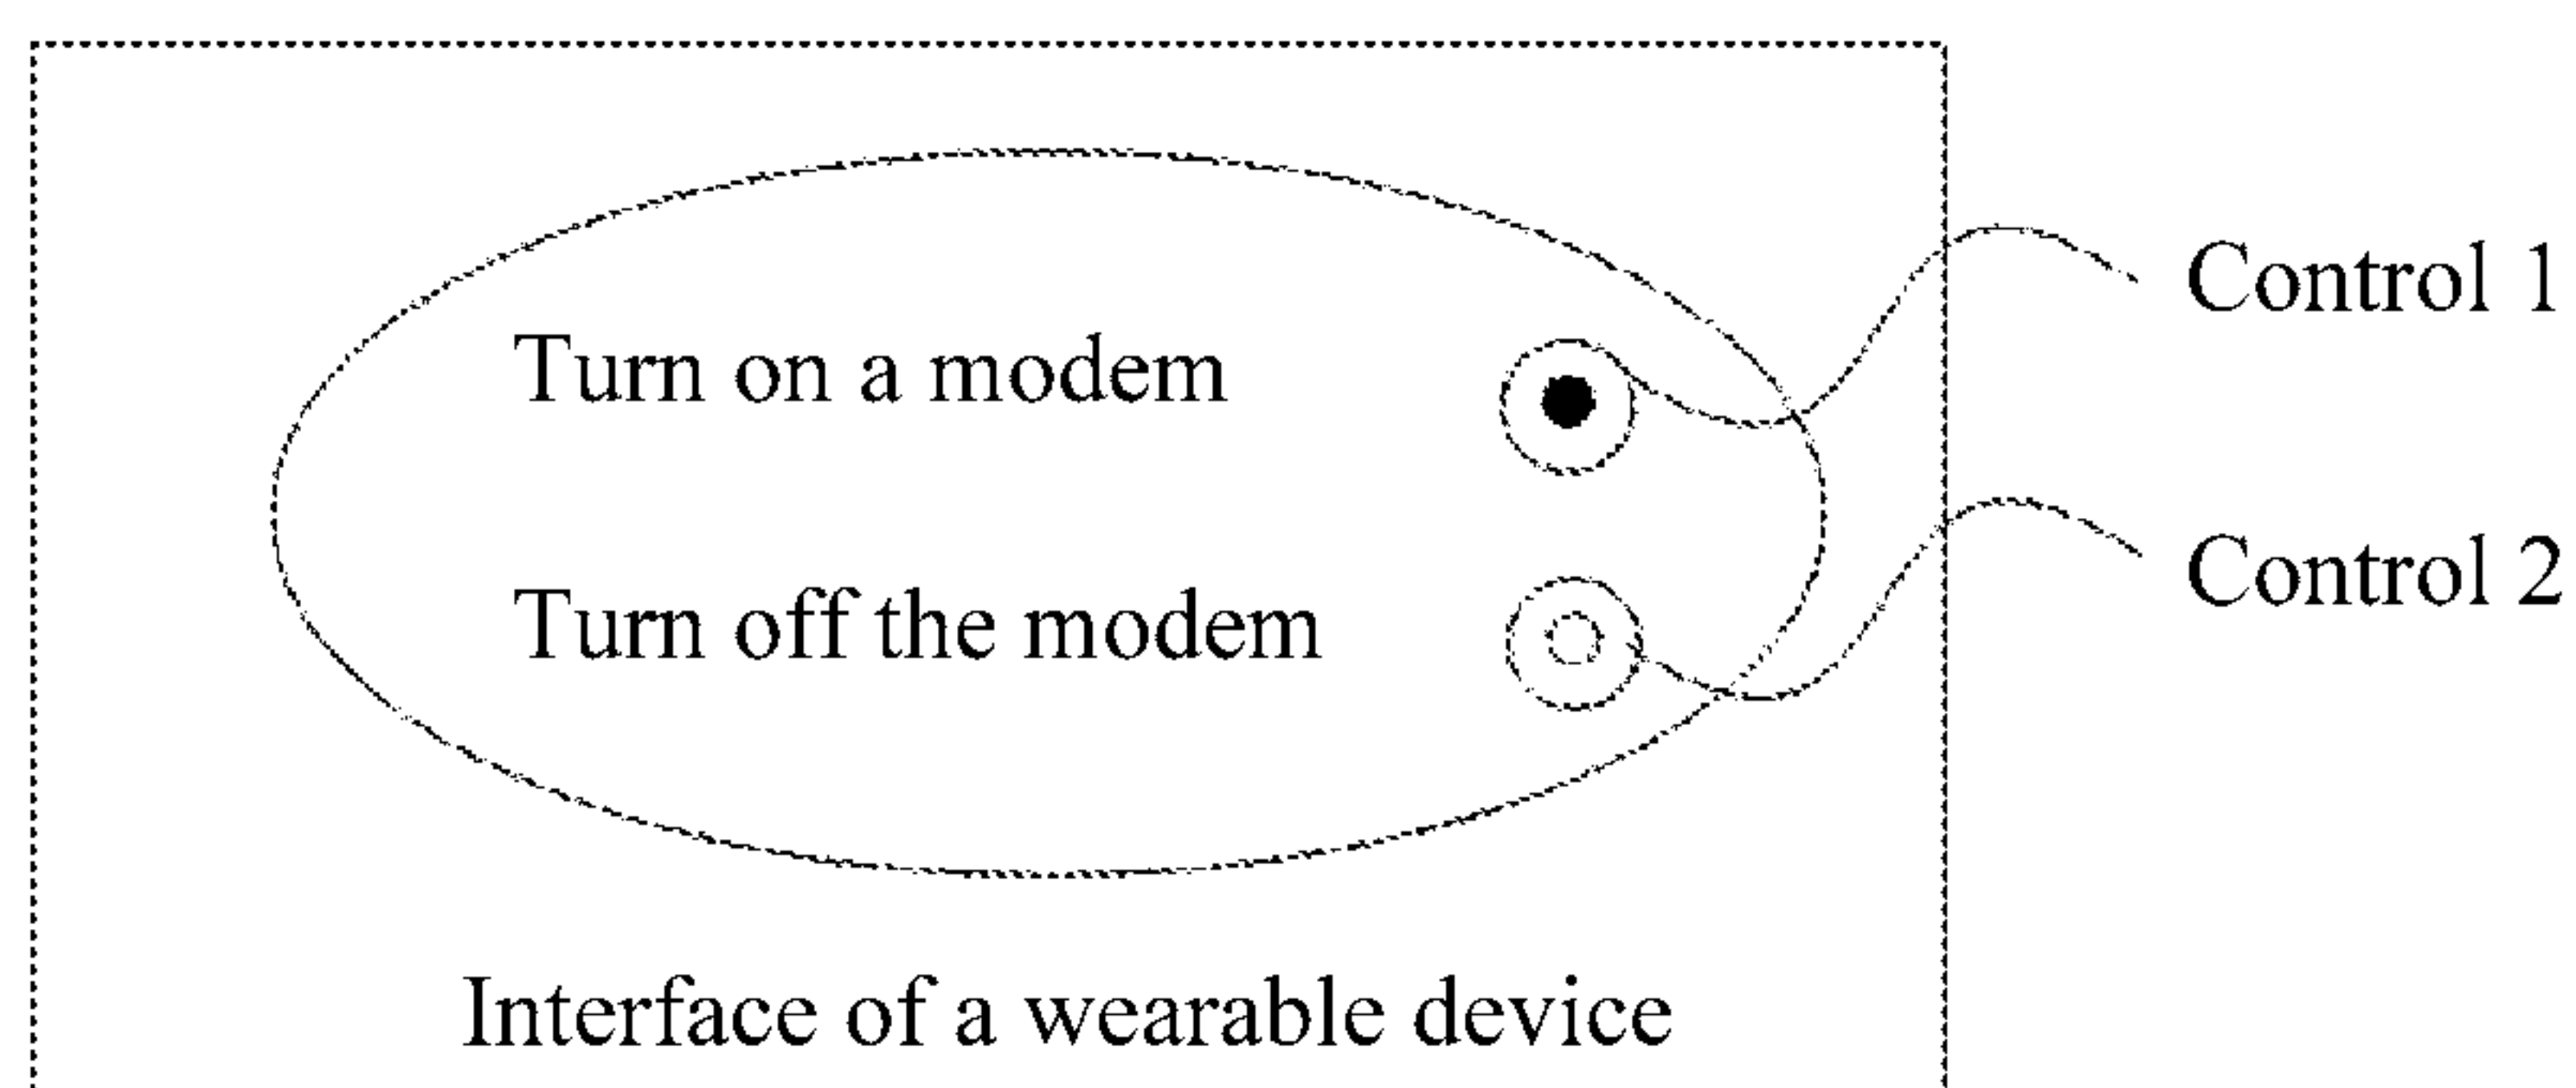 Control 1
Turn on a modem
Control 2
Turn off the modem
Interface of a wearable device